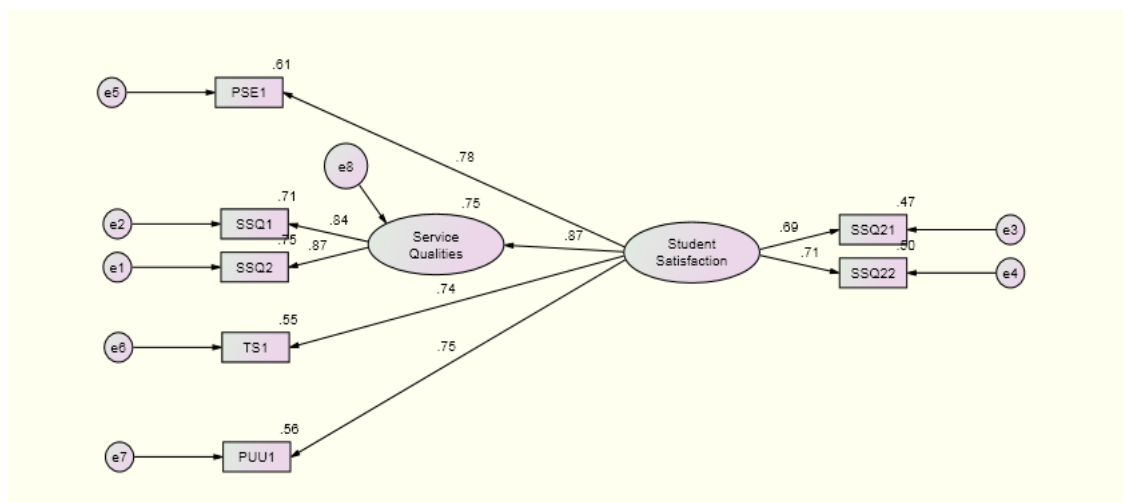 .61
e5
PSE1
.78
e8
.71
.75
.84
e2
SSQ1
.75
.87
e1
SSQ2
Service
Qualities
.87
Student
Satisfaction
.47
.69
SSQ21
e3
.50
.71
SSQ22
e4
.74
.55
e6
TS1
.75
.56
e7
PUU1